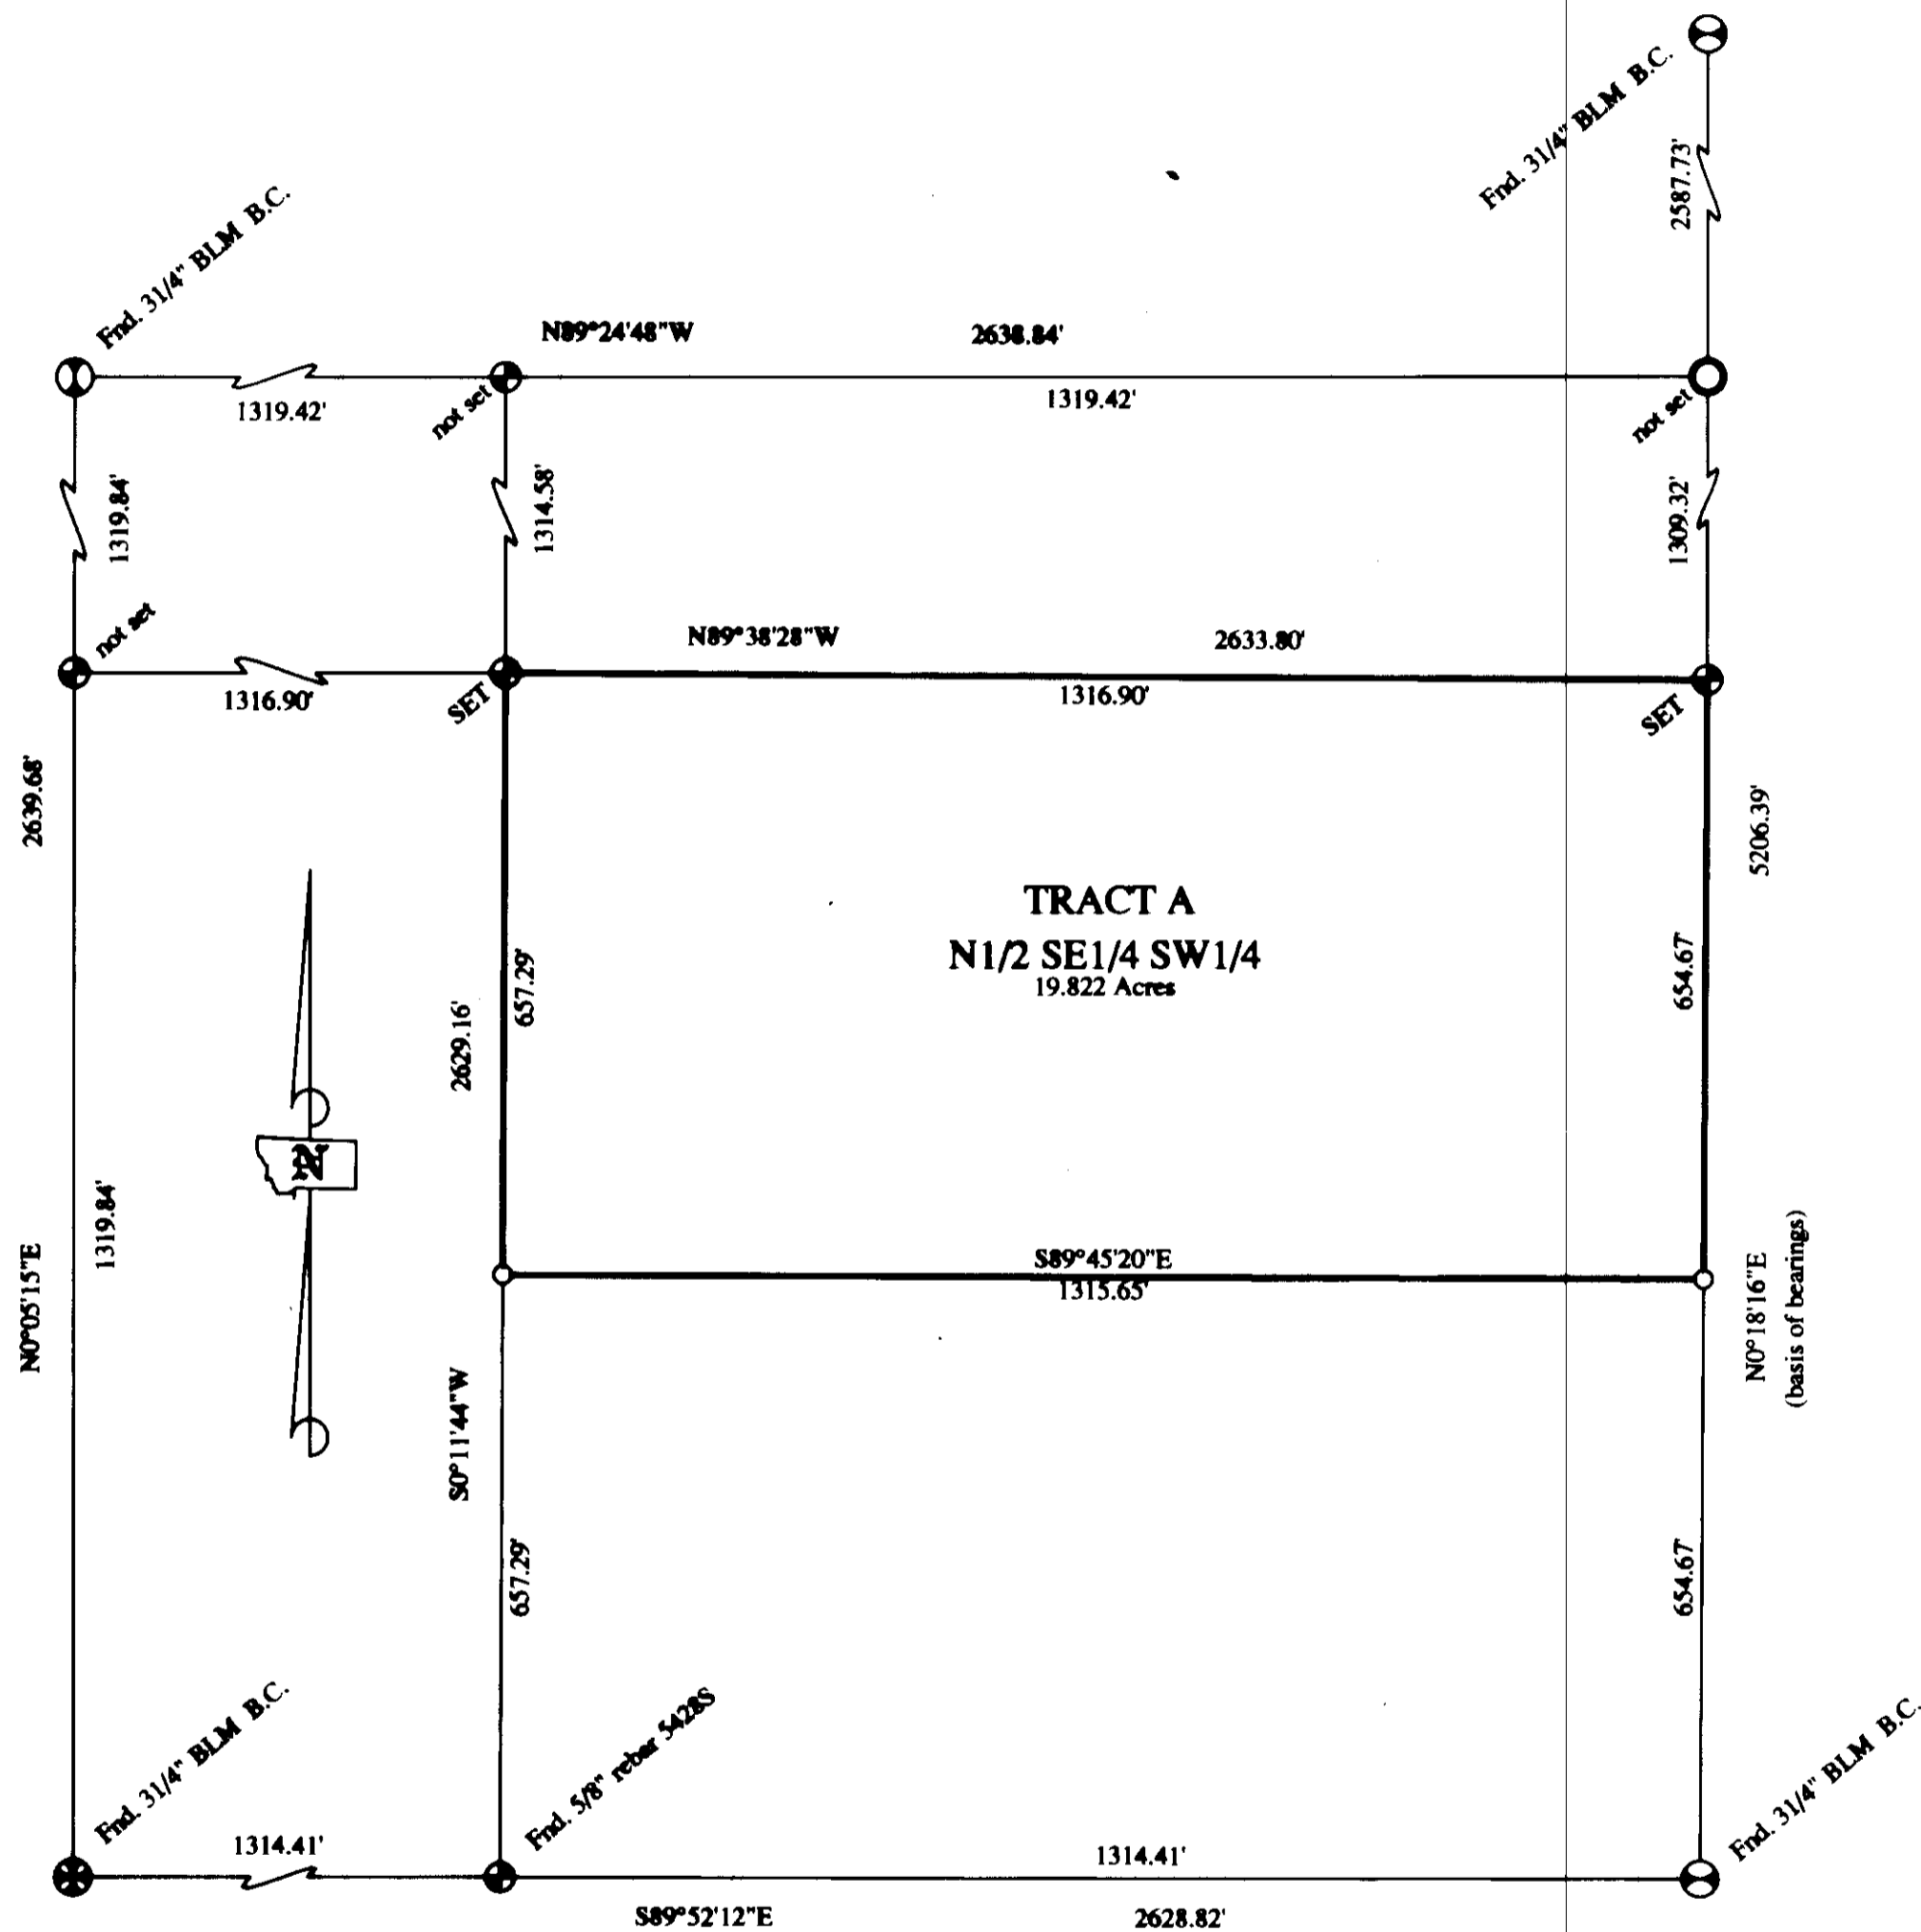 Fnd. 31/4" BLM B.C.
2587.73'
Fnd. 31/4" BLM B.C.
N89°24'48"W
2638.84'
1319.42'
not set
1319.42'
not set
1319.84'
1314.58'
1309.32'
not set
N89°38'28"W
2633.80'
1316.90'
SET
1316.90'
SET
2639.68'
5206.39'
TRACT A
N1/2 SE1/4 SW1/4
19.822 Acres
657.29'
654.67'
2629.16'
N
1319.84'
N0°05'15"E
S89°45'20"E
1315.65'
N0°18'16"E
(basis of bearings)
S0°11'44"W
657.29'
654.67'
Fnd. 31/4" BLM B.C.
Fnd. 5/8" rebar 5428S
Fnd. 31/4" BLM B.C.
1314.41'
1314.41'
S89°52'12"E
2628.82'